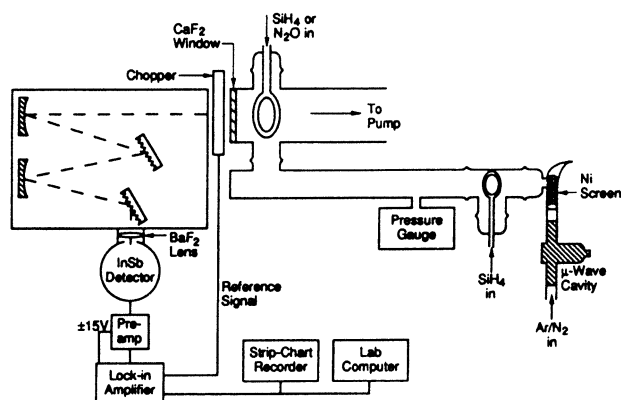 SiH4 or
N2O in
CaF2
Window
Chopper
To
Pump
Ni
Screen
Pressure
Gauge
BaF2
Lens
InSb
Detector
Reference
Signal
SiH4
in
μ-Wave
Cavity
Ar/N2
in
±15V
Pre-
amp
Strip-Chart
Recorder
Lab
Computer
Lock-in
Amplifier